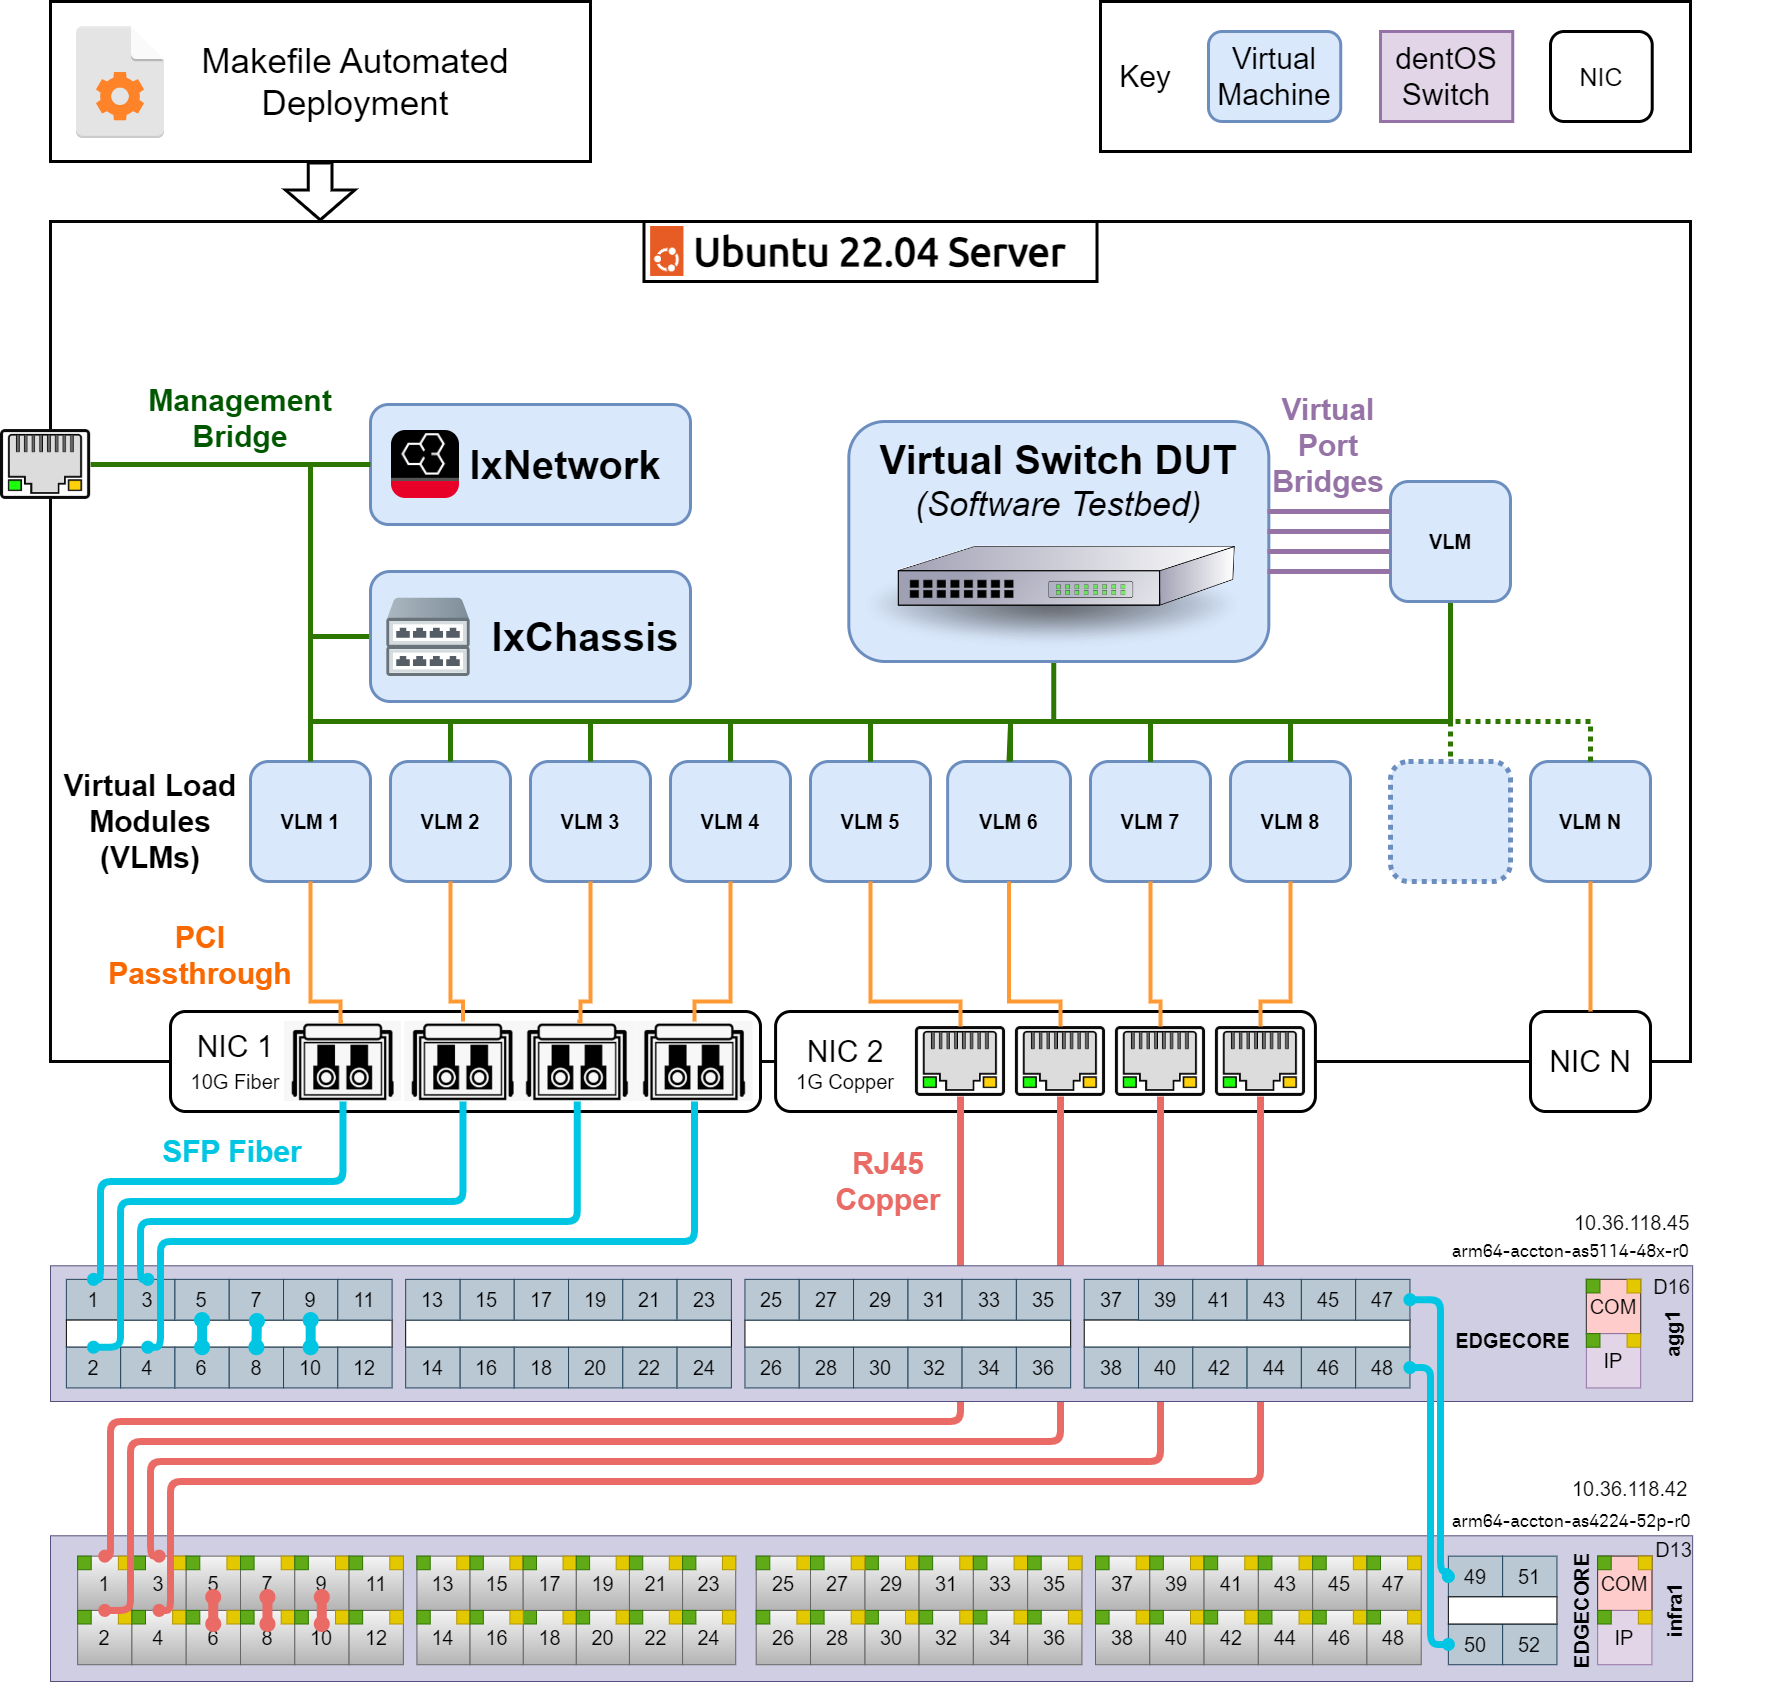 Makefile Automated
Deployment
Key
Virtual
Machine
dentOS
Switch
NIC
Ubuntu 22.04 Server
Management
Bridge
IxNetwork
IxChassis
Virtual Switch DUT
(Software Testbed)
Virtual
Port
Bridges
VLM
Virtual Load
Modules
(VLMs)
VLM 1
VLM 2
VLM 3
VLM 4
VLM 5
VLM 6
VLM 7
VLM 8
VLM N
PCI
Passthrough
NIC 1
10G Fiber
NIC 2
1G Copper
NIC N
SFP Fiber
RJ45
Copper
10.36.118.45
arm64-accton-as5114-48x-r0
1 3 5 7 9 11 13 15 17 19 21 23 25 27 29 31 33 35 37 39 41 43 45 47
2 4 6 8 10 12 14 16 18 20 22 24 26 28 30 32 34 36 38 40 42 44 46 48
EDGECORE
COM
IP
D16
agg1
10.36.118.42
arm64-accton-as4224-52p-r0
1 3 5 7 9 11 13 15 17 19 21 23 25 27 29 31 33 35 37 39 41 43 45 47 49 51
2 4 6 8 10 12 14 16 18 20 22 24 26 28 30 32 34 36 38 40 42 44 46 48 50 52
EDGECORE
COM
IP
D13
infra1